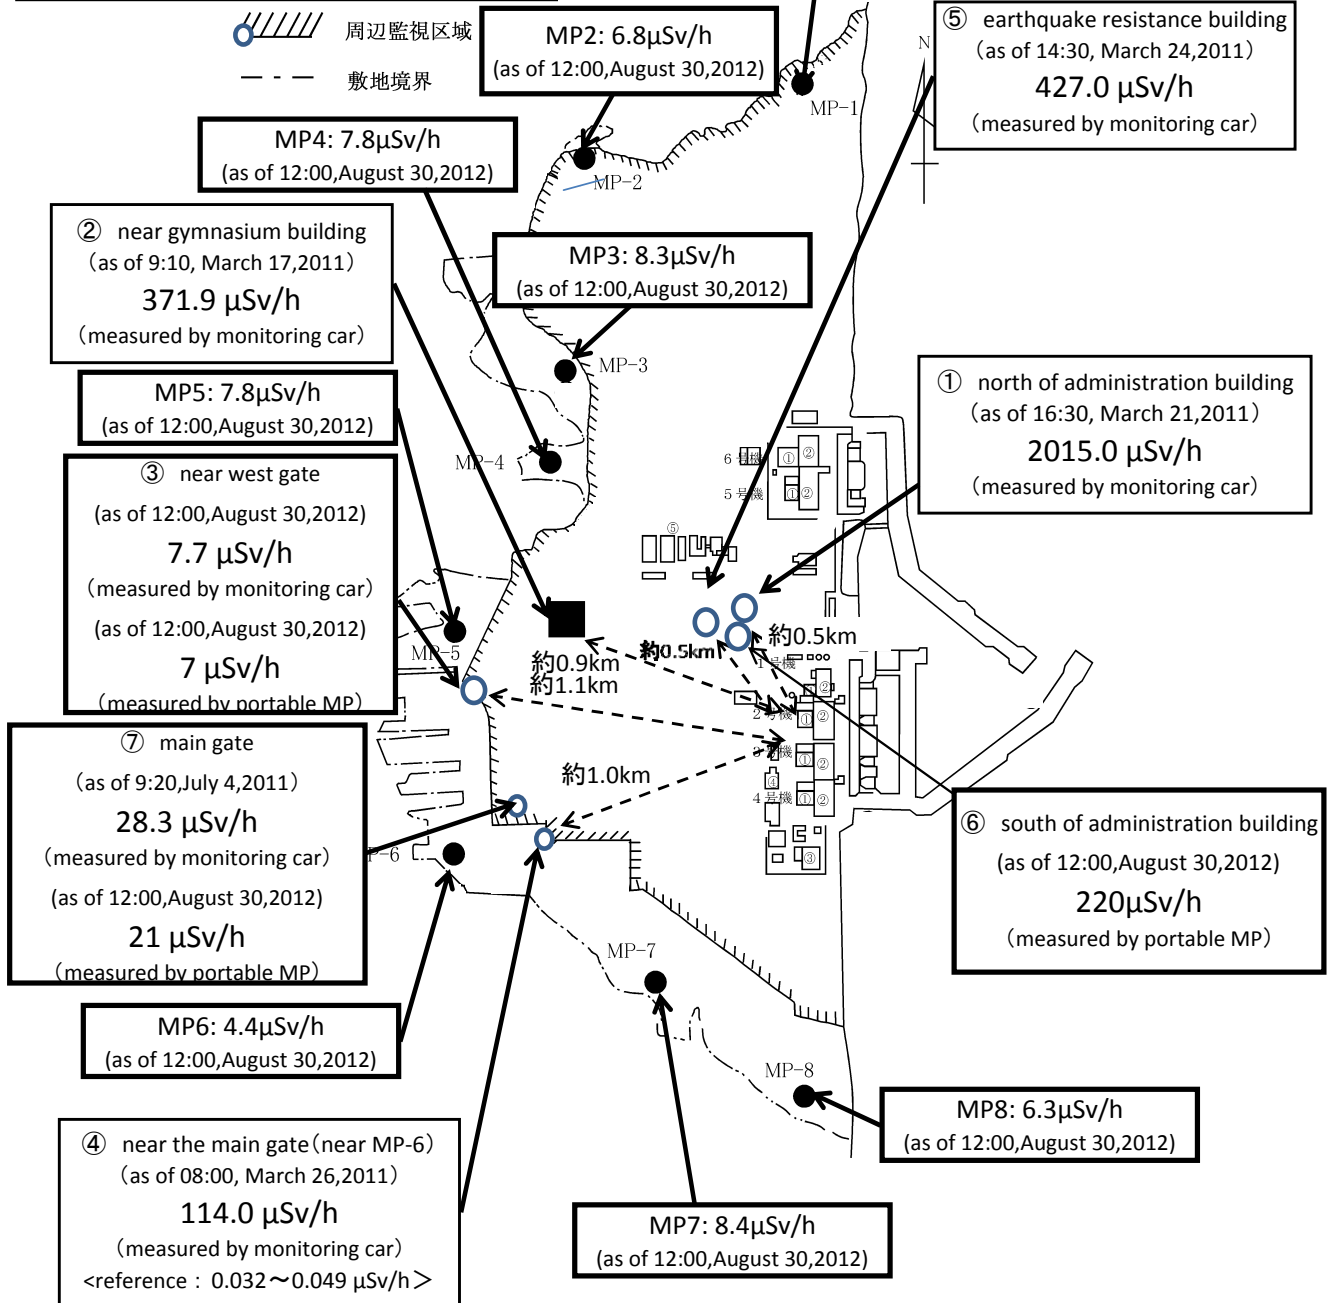 周辺監視区域
敷地境界
MP2: 6.8µSv/h
(as of 12:00,August 30,2012)
⑤ earthquake resistance building
(as of 14:30, March 24,2011)
427.0 µSv/h
(measured by monitoring car)
N
MP-1
MP4: 7.8µSv/h
(as of 12:00,August 30,2012)
MP-2
② near gymnasium building
(as of 9:10, March 17,2011)
371.9 µSv/h
(measured by monitoring car)
MP3: 8.3µSv/h
(as of 12:00,August 30,2012)
MP-3
① north of administration building
(as of 16:30, March 21,2011)
2015.0 µSv/h
(measured by monitoring car)
MP5: 7.8µSv/h
(as of 12:00,August 30,2012)
MP-4
6号機
① ②
5号機
① ②
③ near west gate
(as of 12:00,August 30,2012)
7.7 µSv/h
(measured by monitoring car)
(as of 12:00,August 30,2012)
7 µSv/h
(measured by portable MP)
⑤
MP-5
約0.9km
約1.1km
約0.5km
約0.5km
1号機
②
2号機
① ②
3号機
① ②
④
4号機
① ②
③
約1.0km
⑦ main gate
(as of 9:20,July 4,2011)
28.3 µSv/h
(measured by monitoring car)
(as of 12:00,August 30,2012)
21 µSv/h
(measured by portable MP)
P-6
⑥ south of administration building
(as of 12:00,August 30,2012)
220µSv/h
(measured by portable MP)
MP-7
MP6: 4.4µSv/h
(as of 12:00,August 30,2012)
MP-8
MP8: 6.3µSv/h
(as of 12:00,August 30,2012)
④ near the main gate(near MP-6)
(as of 08:00, March 26,2011)
114.0 µSv/h
(measured by monitoring car)
<reference : 0.032～0.049 µSv/h＞
MP7: 8.4µSv/h
(as of 12:00,August 30,2012)